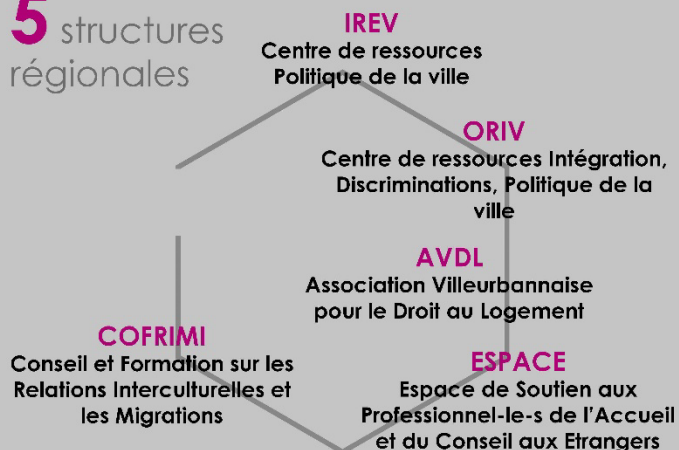 5 structures
régionales
IREV
Centre de ressources
Politique de la ville
ORIV
Centre de ressources Intégration,
Discriminations, Politique de la
ville
AVDL
Association Villeurbannaise
pour le Droit au Logement
COFRIMI
Conseil et Formation sur les
Relations Interculturelles et
les Migrations
ESPACE
Espace de Soutien aux
Professionnel-le-s de l'Accueil
et du Conseil aux Etrangers